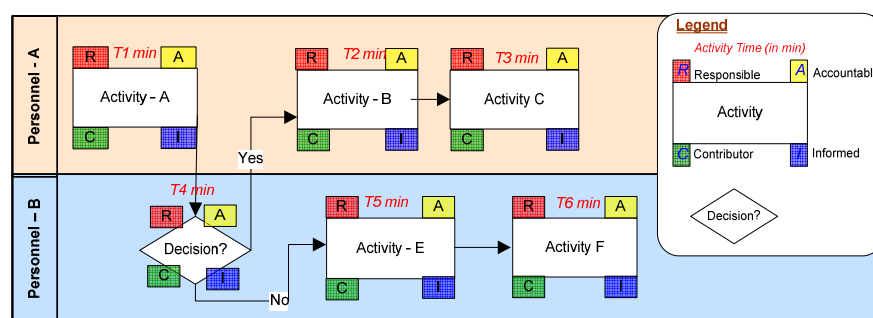 Personnel - A
T1 min
R
A
Activity – A
C
I
T2 min
R
A
Activity - B
C
I
T3 min
R
A
Activity C
C
I
Yes
Personnel – B
T4 min
R
A
Decision?
C
I
No
T5 min
R
A
Activity - E
C
I
T6 min
R
A
Activity F
C
I
Legend
Activity Time (in min)
R Responsible
A Accountable
Activity
C Contributor
I Informed
Decision?